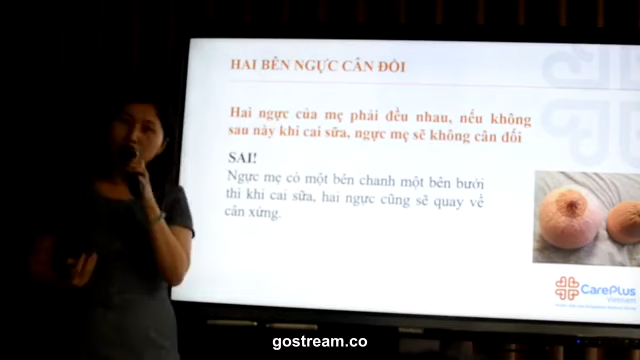 HAI BÊN NGỰC CÂN ĐỐI
Hai ngực của mẹ phải đều nhau, nếu không
sau này khi cai sữa, ngực mẹ sẽ không cân đối
SAI!
Ngực mẹ có một bên chanh một bên bưởi
thì khi cai sữa, hai ngực cũng sẽ quay về
cân xứng.
CarePlus
Vietnam
gostream.co